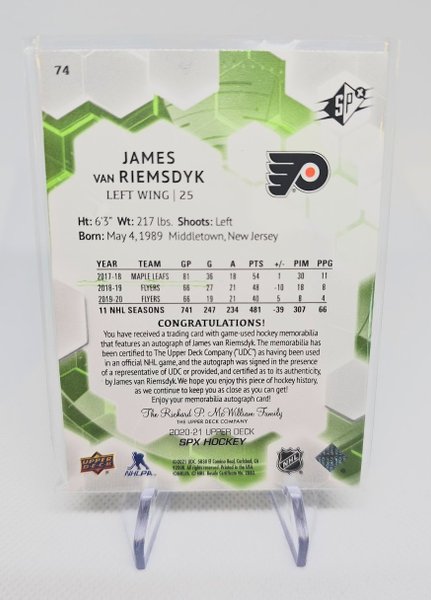 74
SPx
JAMES
VAN RIEMSDYK
LEFT WING | 25
Ht: 6'3" Wt: 217 lbs. Shoots: Left
Born: May 4, 1989 Middletown, New Jersey
YEAR TEAM GP G A PTS +/- PIM PPG
2017-18 MAPLE LEAFS 81 36 18 54 1 30 11
2018-19 FLYERS 66 27 21 48 -10 18 8
2019-20 FLYERS 66 19 21 40 5 8 4
11 NHL SEASONS 741 247 234 481 -39 307 66
CONGRATULATIONS!
You have received a trading card with game-used hockey memorabilia
that features an autograph of James van Riemsdyk. The memorabilia has
been certified to The Upper Deck Company ("UDC") as having been used
in an official NHL game, and the autograph was signed in the presence
of a representative of UDC or provided, and certified as to its authenticity,
by James van Riemsdyk. We hope you enjoy this piece of hockey history,
as we continue to keep you as close as you can get!
Enjoy your memorabilia autograph card!
The Richard P. McWilliam Family
THE UPPER DECK COMPANY
2020-21 UPPER DECK
SPX HOCKEY
UPPER DECK
NHLPA
NHL